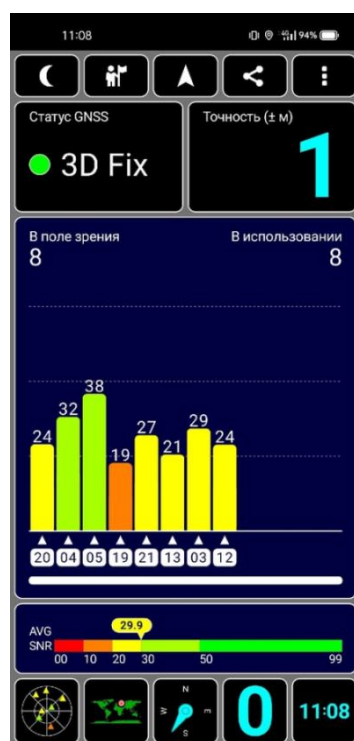 11:08
4G 94%
Статус GNSS
3D Fix
Точность (± м)
1
В поле зрения
8
В использовании
8
24 32 38 19 27 21 29 24
20 04 05 19 21 13 03 12
AVG
SNR
29.9
00 10 20 30 50 99
N
W E
S
0
11:08